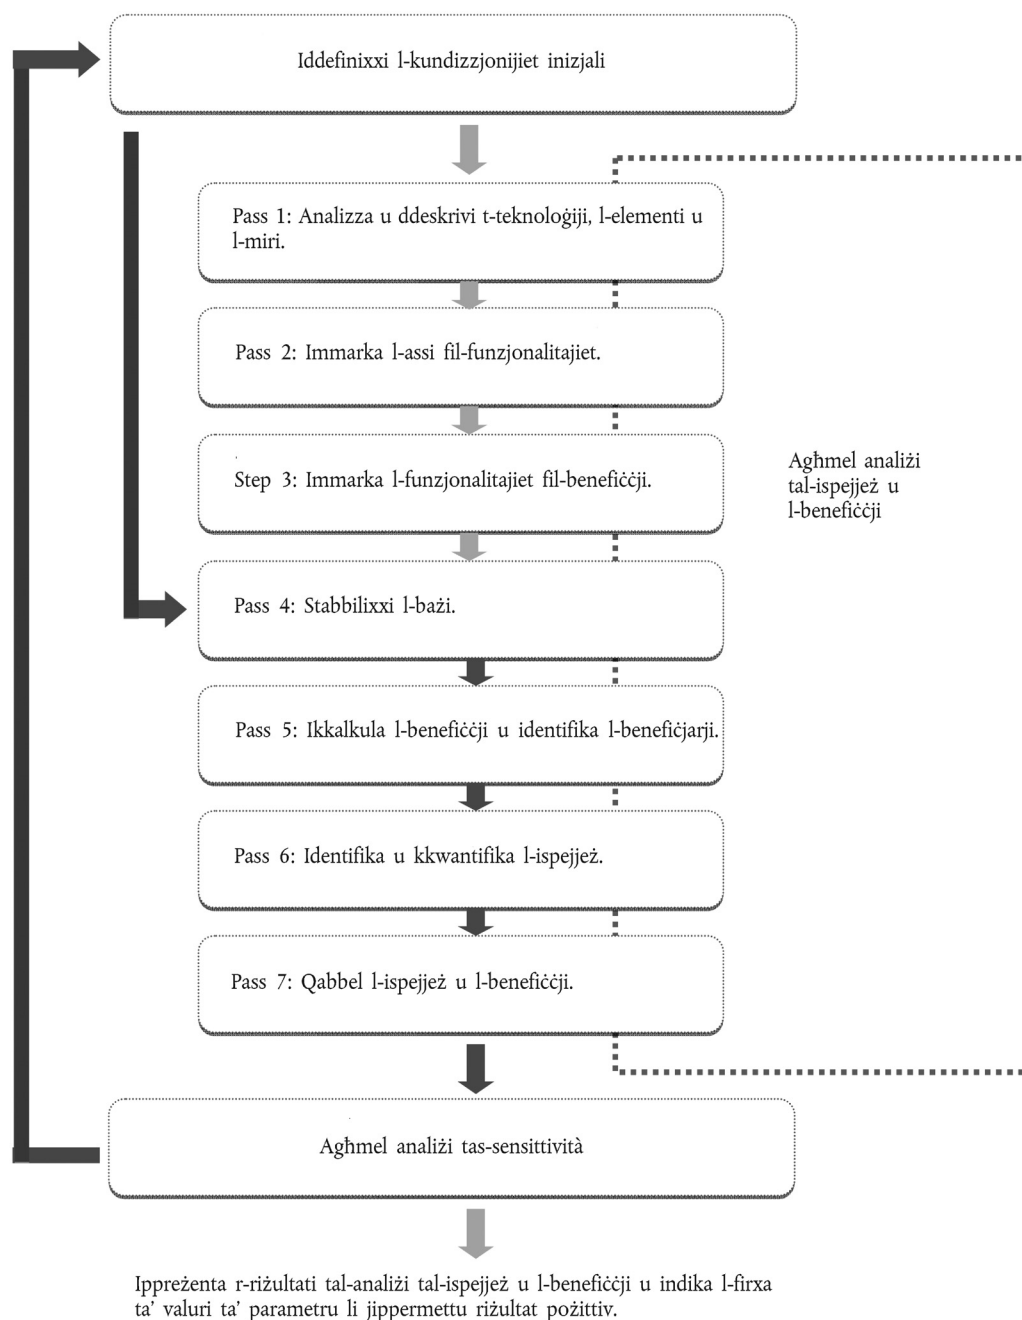 Iddefinixxi l-kundizzjonijiet inizjali
Pass 1: Analizza u ddeskrivi t-teknoloġiji, l-elementi u
l-miri.
Pass 2: Immarka l-assi fil-funzjonalitajiet.
Step 3: Immarka l-funzjonalitajiet fil-benefiċċji.
Agħmel analiżi
tal-ispejjeż u
l-benefiċċji
Pass 4: Stabbilixxi l-bażi.
Pass 5: Ikkalkula l-benefiċċji u identifika l-benefiċjarji.
Pass 6: Identifika u kkwantifika l-ispejjeż.
Pass 7: Qabbel l-ispejjeż u l-benefiċċji.
Agħmel analiżi tas-sensittività
Ippreżenta r-riżultati tal-analiżi tal-ispejjeż u l-benefiċċji u indika l-firxa
ta' valuri ta' parametru li jippermettu riżultat pożittiv.